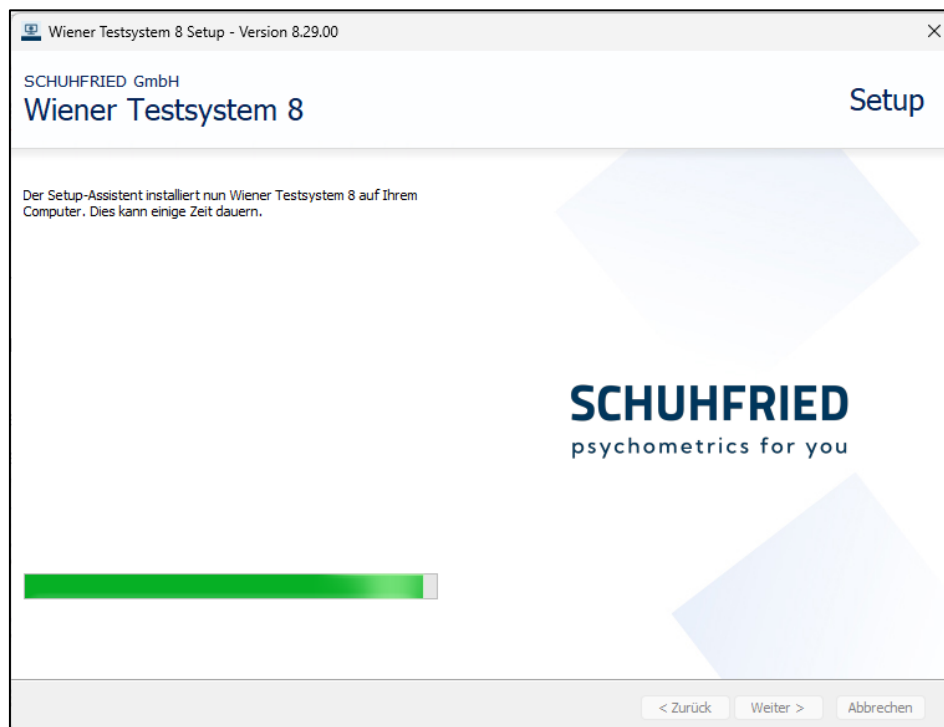 Wiener Testsystem 8 Setup - Version 8.29.00
SCHUHFRIED GmbH
Wiener Testsystem 8
Setup
Der Setup-Assistent installiert nun Wiener Testsystem 8 auf Ihrem
Computer. Dies kann einige Zeit dauern.
SCHUHFRIED
psychometrics for you
< Zurück
Weiter >
Abbrechen